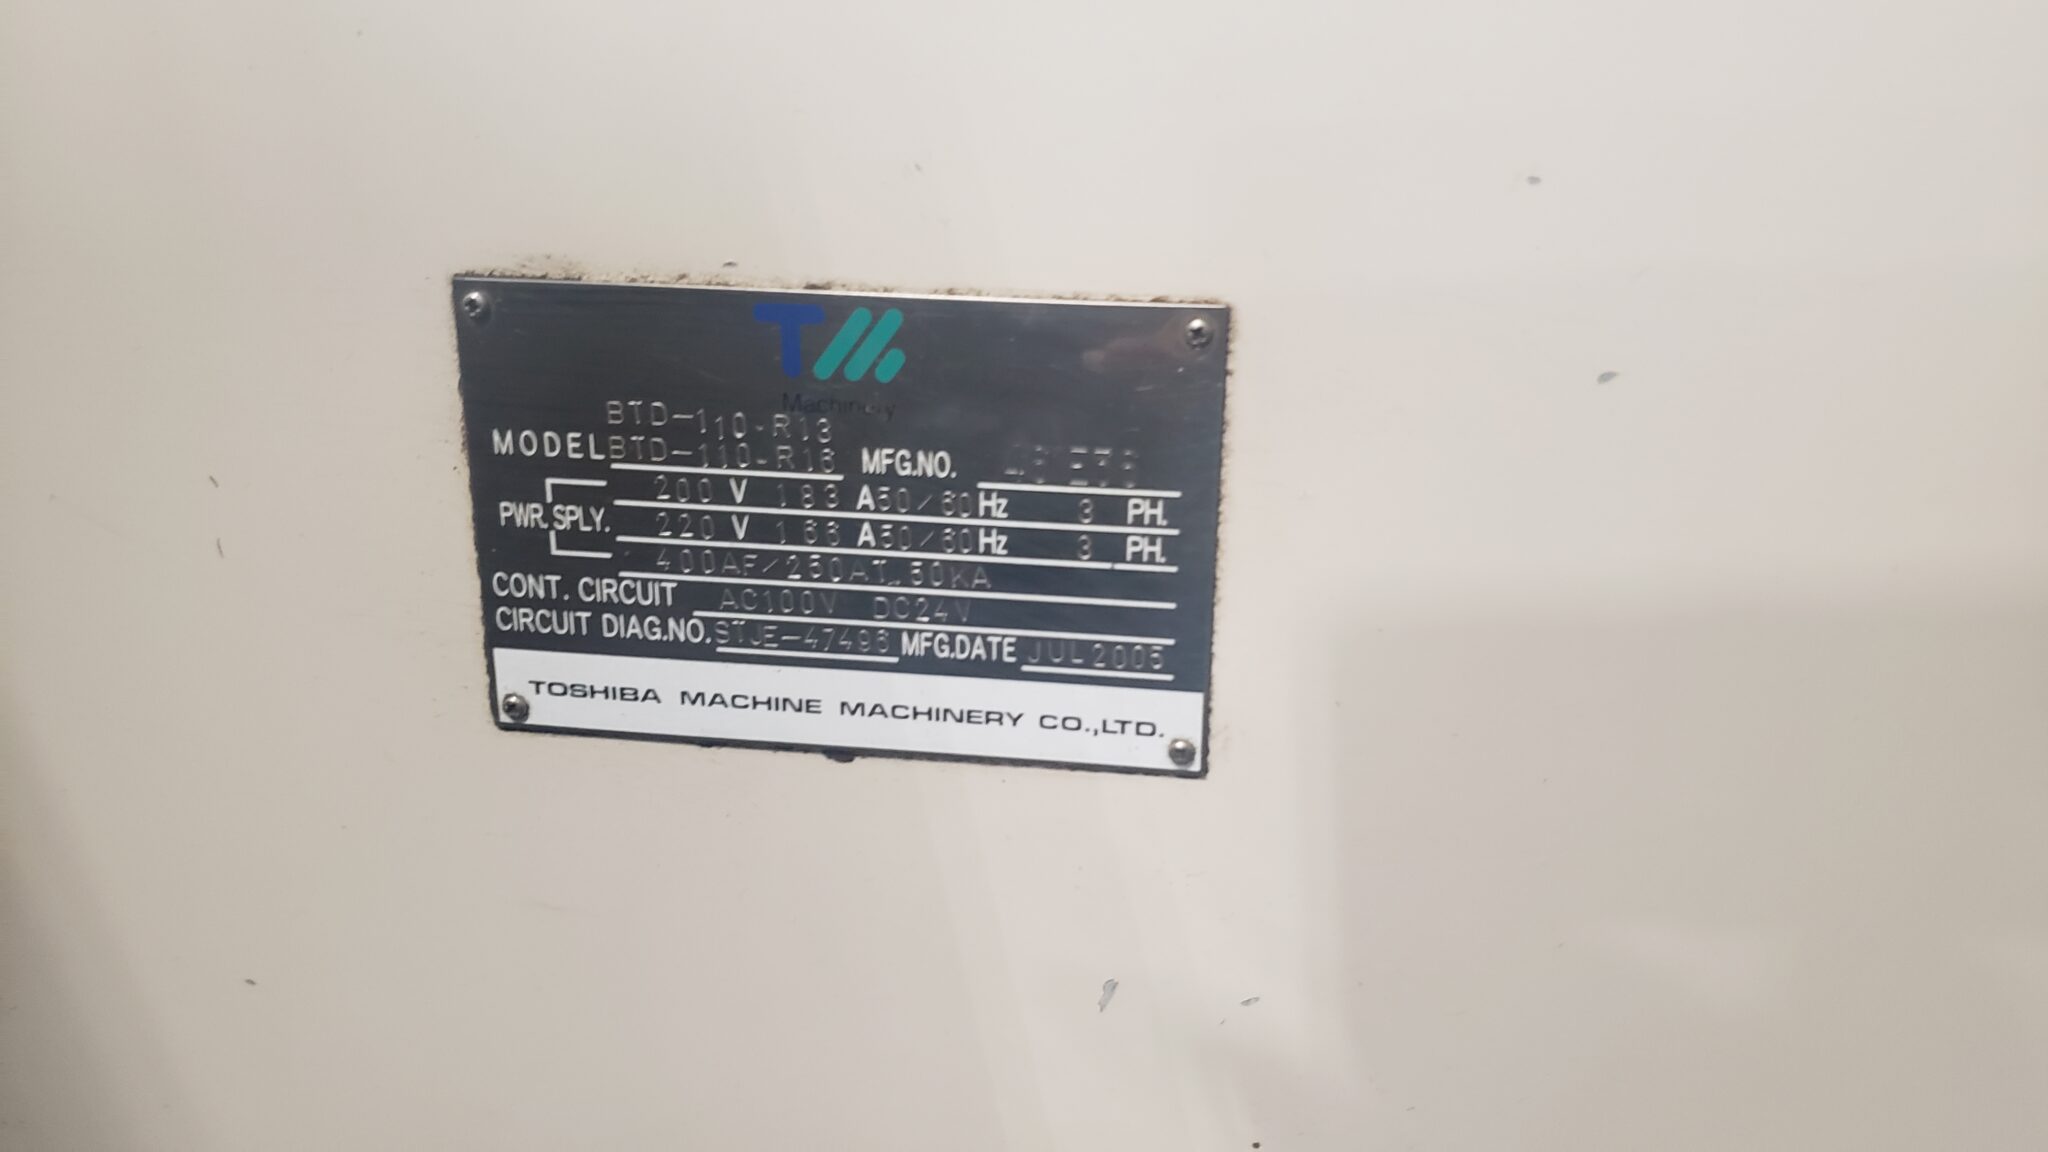 TM
Machinery
BTD-110.R13
MODEL BTD-110.R16 MFG.NO.
200 V 183 A 50/60 Hz 3 PH.
PWR. SPLY.
220 V 166 A 50/60 Hz 3 PH.
400AF/250AT 50KA
CONT. CIRCUIT AC100V DC24V
CIRCUIT DIAG.NO. STJE-47496 MFG.DATE JUL 2005
TOSHIBA MACHINE MACHINERY CO.,LTD.